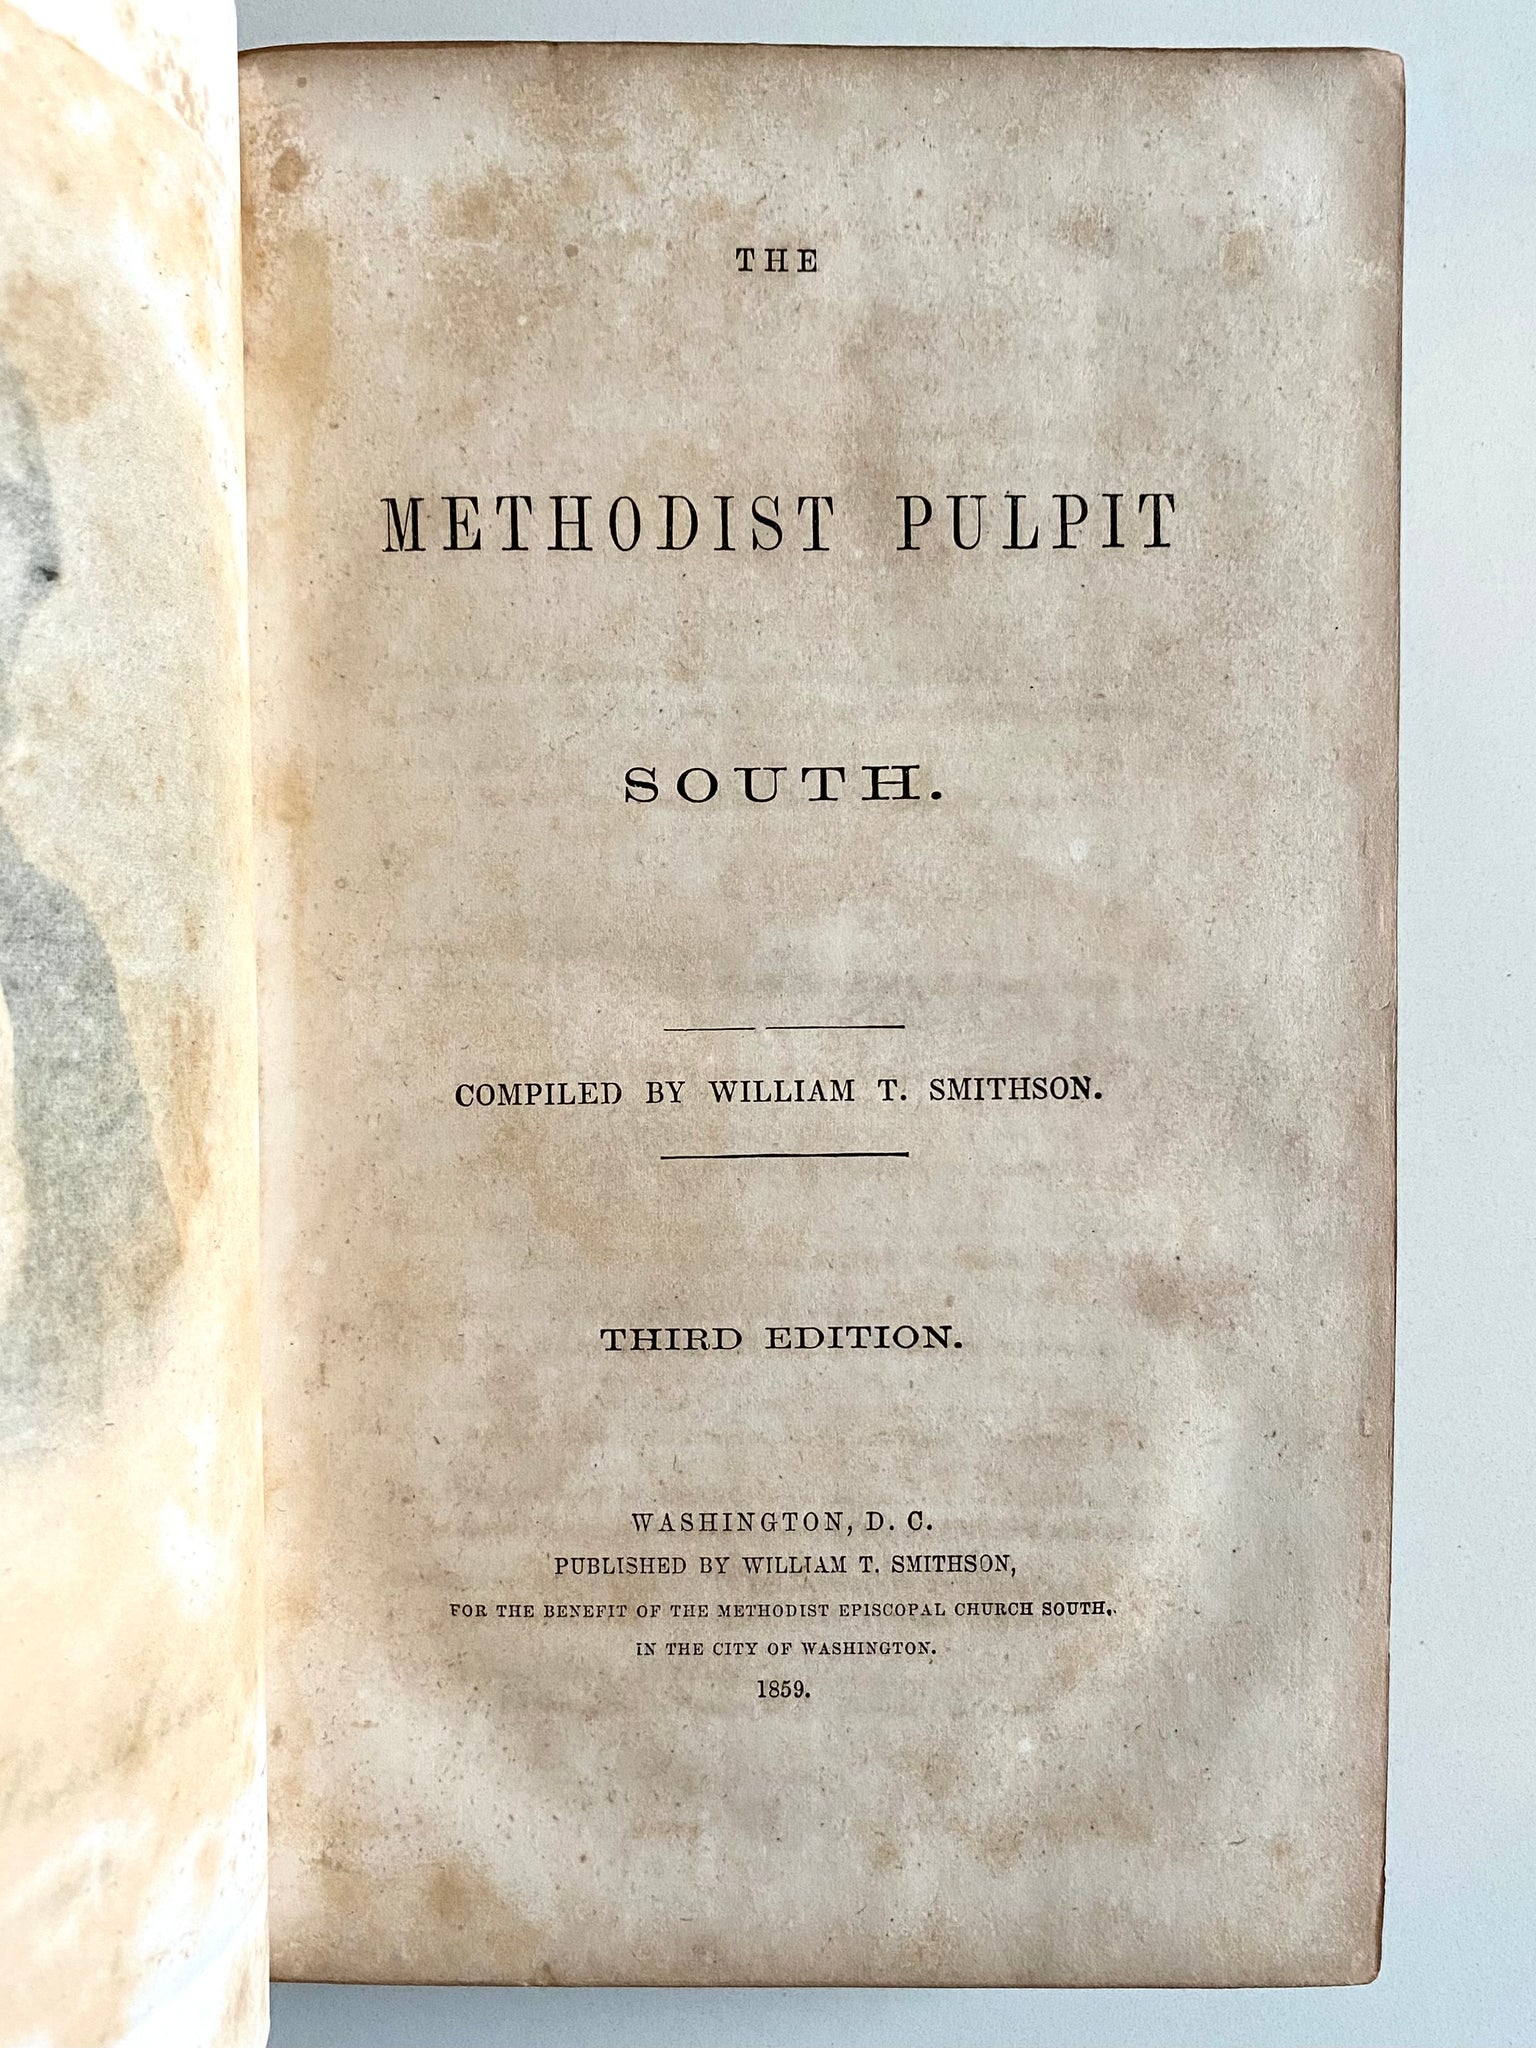 THE
METHODIST PULPIT
SOUTH.
COMPILED BY WILLIAM T. SMITHSON.
THIRD EDITION.
WASHINGTON, D. C.
PUBLISHED BY WILLIAM T. SMITHSON,
FOR THE BENEFIT OF THE METHODIST EPISCOPAL CHURCH SOUTH,
IN THE CITY OF WASHINGTON.
1859.